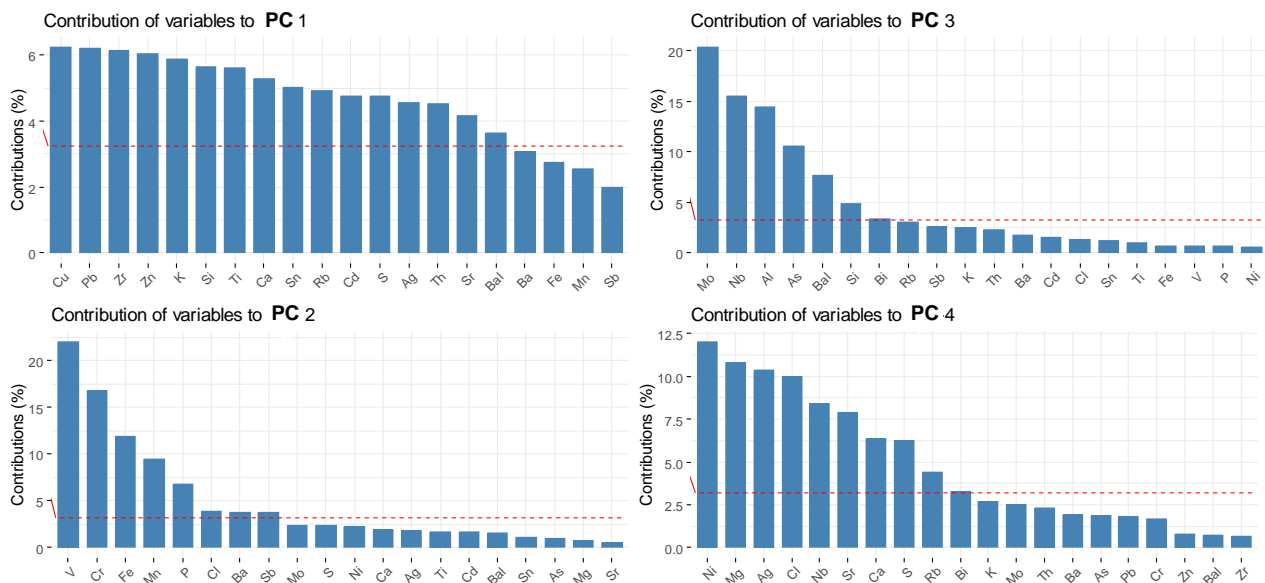 Contribution of variables to PC 1
Contributions (%)
6
4
2
0
Cu Pb Zr Zn K Si Ti Ca Sn Rb Cd S Ag Th Sr Bal Ba Fe Mn Sb
Contribution of variables to PC 3
Contributions (%)
20
15
10
5
0
Mo Nb Al As Bal Si Bi Rb Sb K Th Ba Cd Cl Sn Ti Fe V P Ni
Contribution of variables to PC 2
Contributions (%)
20
15
10
5
0
V Cr Fe Mn P Cl Ba Sb Mo S Ni Ca Ag Ti Cd Bal Sn As Mg Sr
Contribution of variables to PC 4
Contributions (%)
12.5
10.0
7.5
5.0
2.5
0.0
Ni Mg Ag Cl Nb Sr Ca S Rb Bi K Mo Th Ba As Pb Cr Zn Bal Zr